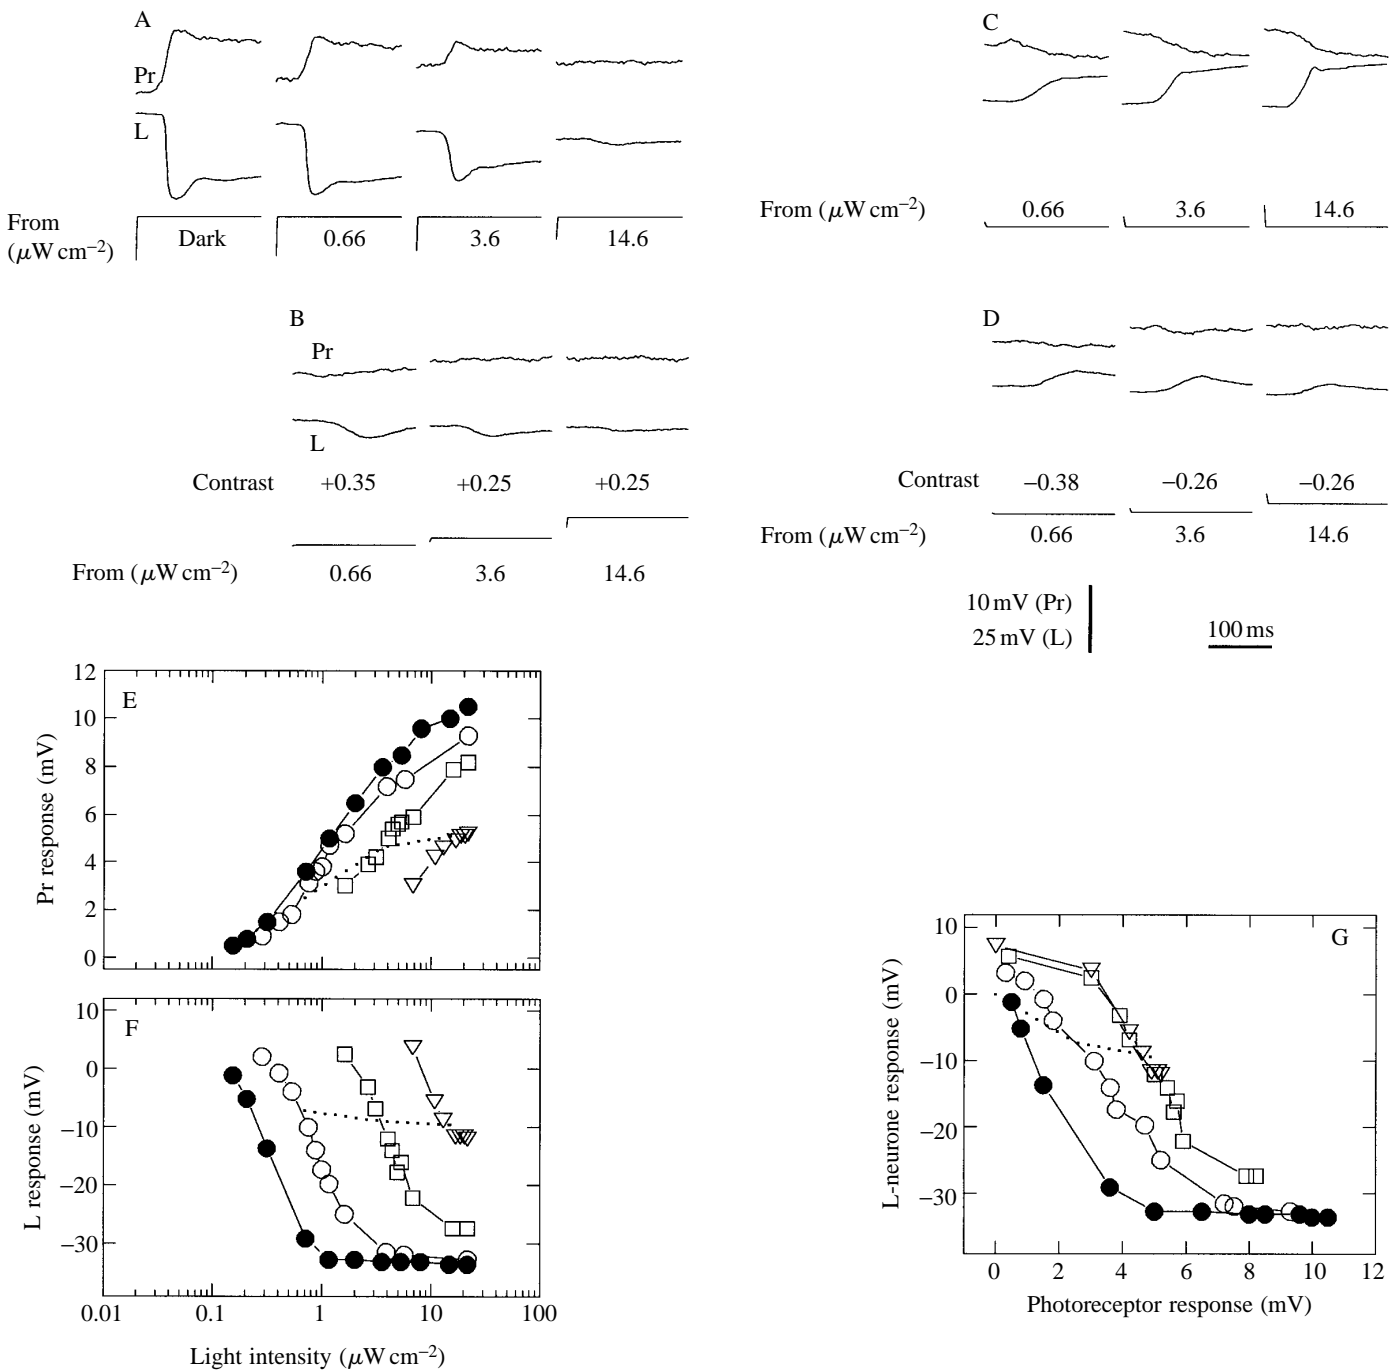 A
Pr
L
From
(μW cm−2)
Dark
0.66
3.6
14.6
C
From (μW cm−2)
0.66
3.6
14.6
B
Pr
L
Contrast
+0.35
+0.25
+0.25
From (μW cm−2)
0.66
3.6
14.6
D
Contrast
−0.38
−0.26
−0.26
From (μW cm−2)
0.66
3.6
14.6
10 mV (Pr)
25 mV (L)
100 ms
E
12
10
8
6
4
2
0
Pr response (mV)
F
10
0
−10
−20
−30
L response (mV)
0.01
0.1
1
10
100
Light intensity (μW cm−2)
G
10
0
−10
−20
−30
L-neurone response (mV)
0
2
4
6
8
10
12
Photoreceptor response (mV)